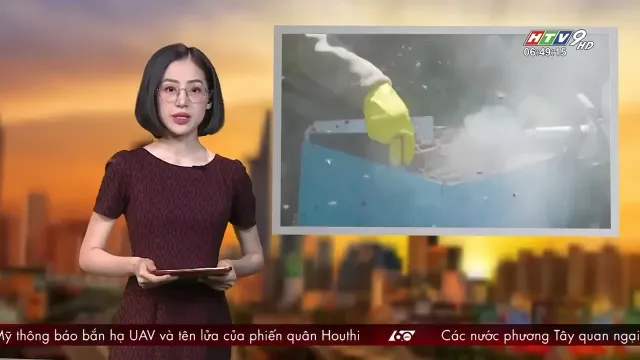 HTV9 HD
06:49:15
Mỹ thông báo bắn hạ UAV và tên lửa của phiến quân Houthi 60 Các nước phương Tây quan ngại